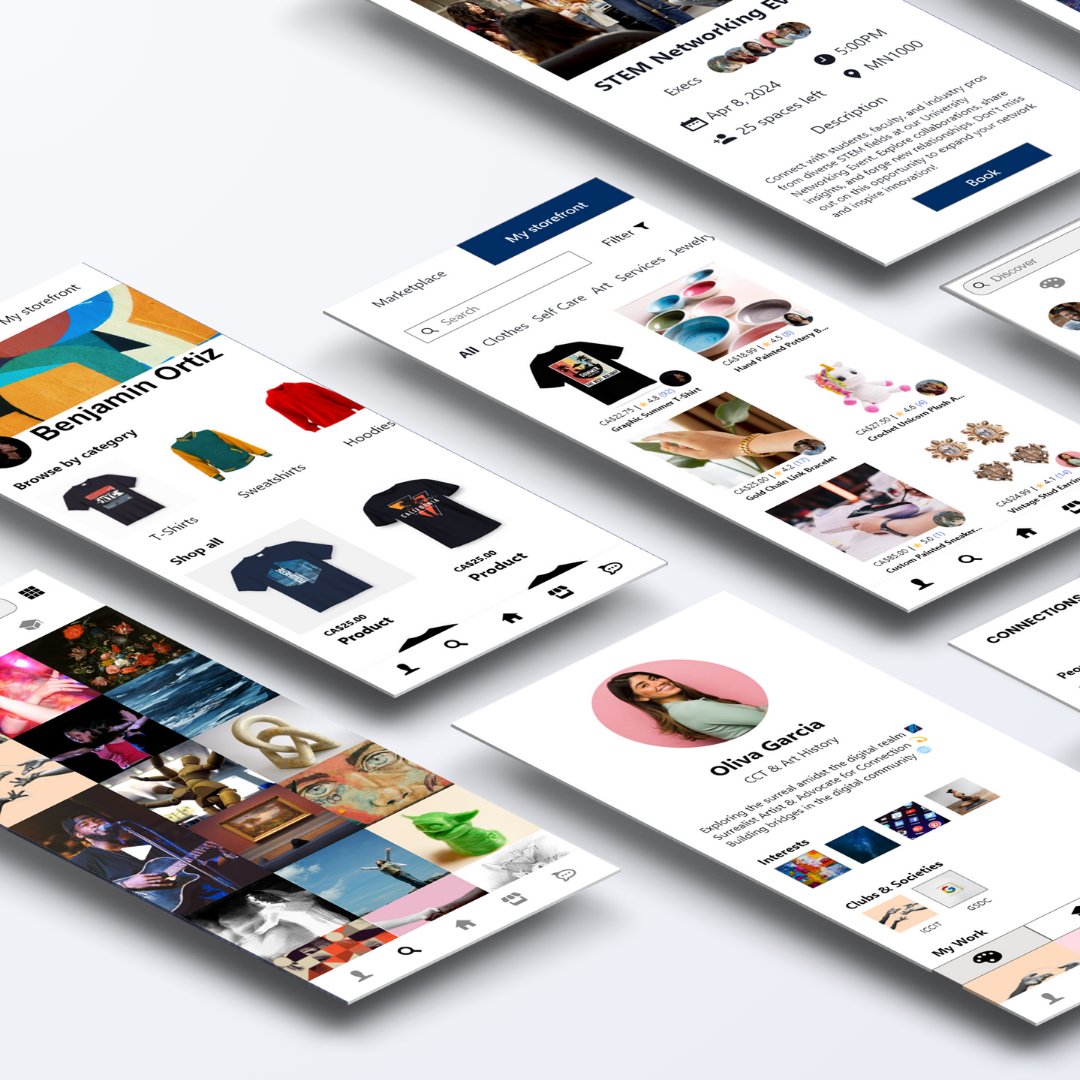 STEM Networking Ev
Execs
Apr 8, 2024
5:00PM
25 spaces left
MN1000
Description
Connect with students, faculty, and industry pros
from diverse STEM fields at our University
Networking Event. Explore collaborations, share
insights, and forge new relationships. Don't miss
out on this opportunity to expand your network
and inspire innovation!
Book
Marketplace
My storefront
Search
Filter
All Clothes Self Care Art Services Jewelry
CA$22.75 | 4.8 (32)
Graphic Summer T-Shirt
CA$18.99 | 4.5 (8)
Hand Painted Pottery B...
CA$25.00 | 4.2 (17)
Gold Chain Link Bracelet
CA$27.50 | 4.6 (4)
Crochet Unicorn Plush A...
CA$85.00 | 5.0 (1)
Custom Painted Sneaker...
CA$24.99 | 4.1 (14)
Vintage Stud Earrin
Discover
My storefront
Benjamin Ortiz
Browse by category
T-Shirts
Sweatshirts
Hoodies
Shop all
CALIFORNIA
CA$25.00
Product
CA$25.00
Product
Oliva Garcia
CCT & Art History
Exploring the surreal amidst the digital realm
Surrealist Artist & Advocate for Connection
Building bridges in the digital community
Interests
Clubs & Societies
ICCIT
GSDC
My Work
CONNECTIONS
Peo